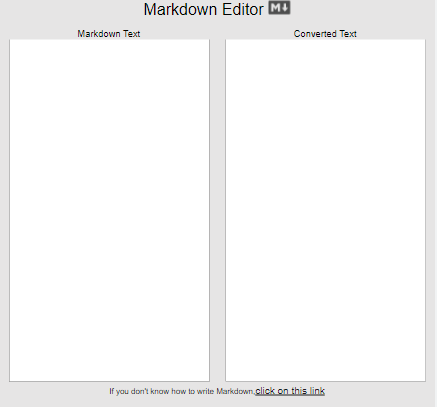 Markdown Editor M↓
Markdown Text
Converted Text
If you don't know how to write Markdown,click on this link